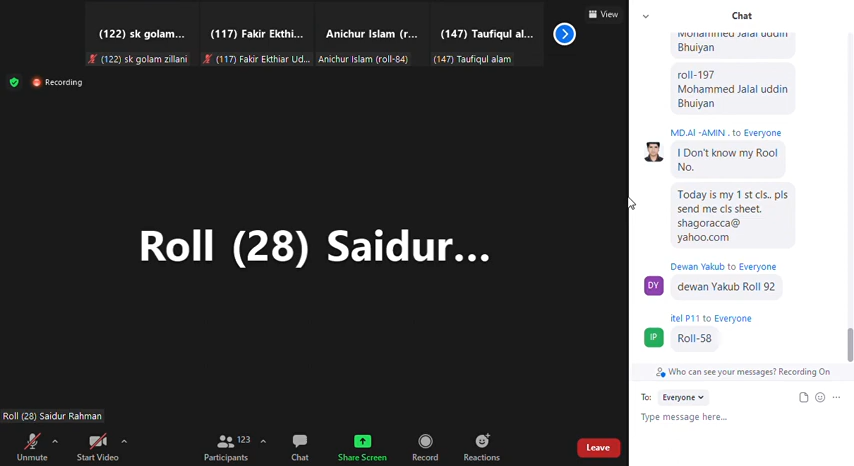 View
(122) sk golam...
(117) Fakir Ekthi...
Anichur Islam (r...
(147) Taufiqul al...
(122) sk golam zillani
(117) Fakir Ekthiar Ud...
Anichur Islam (roll-84)
(147) Taufiqul alam
Recording
Roll (28) Saidur...
Roll (28) Saidur Rahman
Unmute
Start Video
123
Participants
Chat
Share Screen
Record
Reactions
Leave
Chat
Mohammed Jalal uddin
Bhuiyan
roll-197
Mohammed Jalal uddin
Bhuiyan
MD.Al -AMIN . to Everyone
I Don't know my Rool
No.
Today is my 1 st cls.. pls
send me cls sheet.
shagoracca@
yahoo.com
Dewan Yakub to Everyone
DY
dewan Yakub Roll 92
itel P11 to Everyone
IP
Roll-58
Who can see your messages? Recording On
To: Everyone
Type message here...